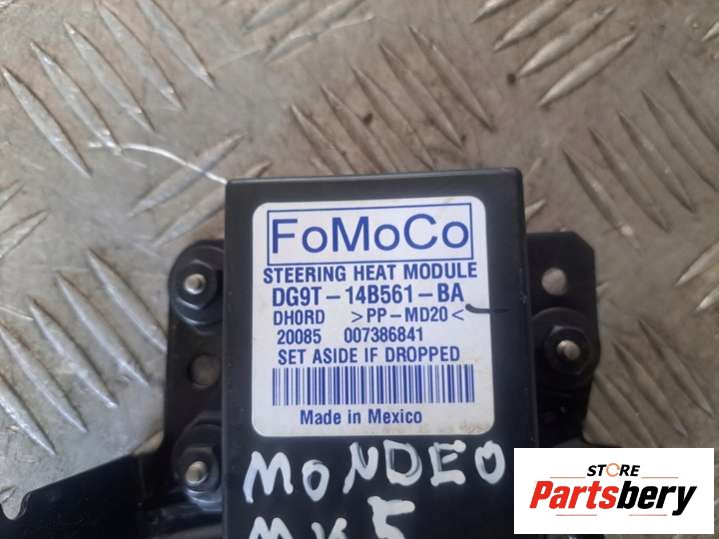 FoMoCo
STEERING HEAT MODULE
DG9T-14B561-BA
DH0RD >PP-MD20<
20085 007386841
SET ASIDE IF DROPPED
Made in Mexico
MONDEO
MK5
STORE
Partsbery